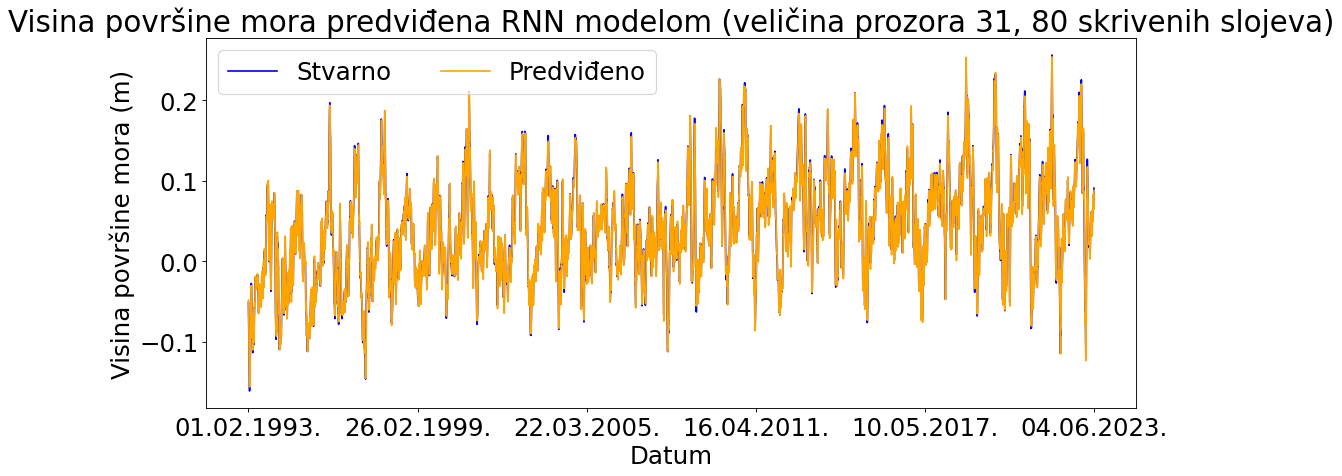 Visina površine mora predviđena RNN modelom (veličina prozora 31, 80 skrivenih slojeva)
Stvarno
Predviđeno
Visina površine mora (m)
0.2
0.1
0.0
−0.1
01.02.1993.
26.02.1999.
22.03.2005.
16.04.2011.
10.05.2017.
04.06.2023.
Datum